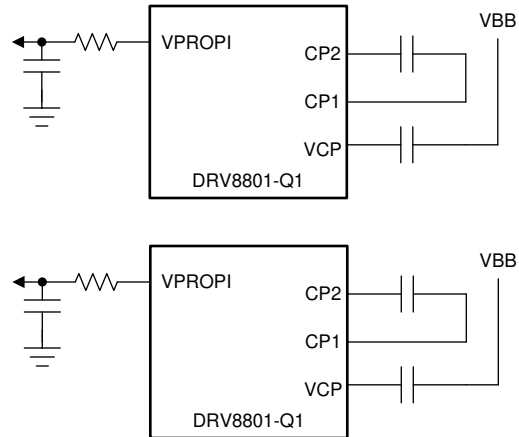 VBB
VPROPI
CP2
CP1
VCP
DRV8801-Q1
VBB
VPROPI
CP2
CP1
VCP
DRV8801-Q1